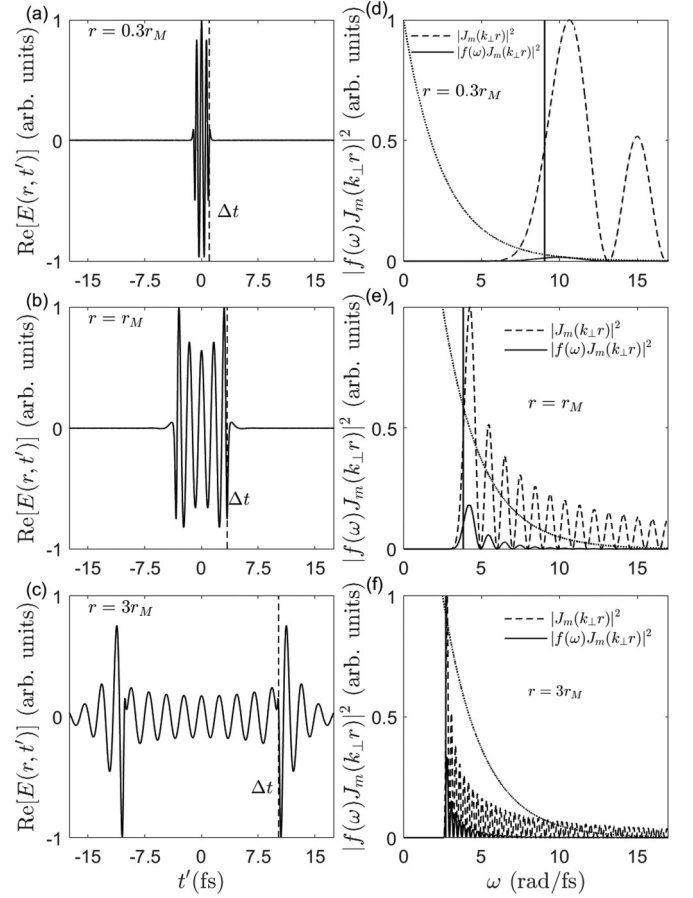 (a)
r = 0.3r_M
Re[E(r, t′)] (arb. units)
1
0
-1
Δt
-15 -7.5 0 7.5 15
(d)
|J_m(k_⊥r)|²
|f(ω)J_m(k_⊥r)|²
r = 0.3r_M
|f(ω)J_m(k_⊥r)|² (arb. units)
1
0.5
0
0 5 10 15
(b)
r = r_M
Re[E(r, t′)] (arb. units)
1
0
-1
Δt
-15 -7.5 0 7.5 15
(e)
|J_m(k_⊥r)|²
|f(ω)J_m(k_⊥r)|²
r = r_M
|f(ω)J_m(k_⊥r)|² (arb. units)
1
0.5
0
0 5 10 15
(c)
r = 3r_M
Re[E(r, t′)] (arb. units)
1
0
-1
Δt
-15 -7.5 0 7.5 15
t′(fs)
(f)
|J_m(k_⊥r)|²
|f(ω)J_m(k_⊥r)|²
r = 3r_M
|f(ω)J_m(k_⊥r)|² (arb. units)
1
0.5
0
0 5 10 15
ω (rad/fs)